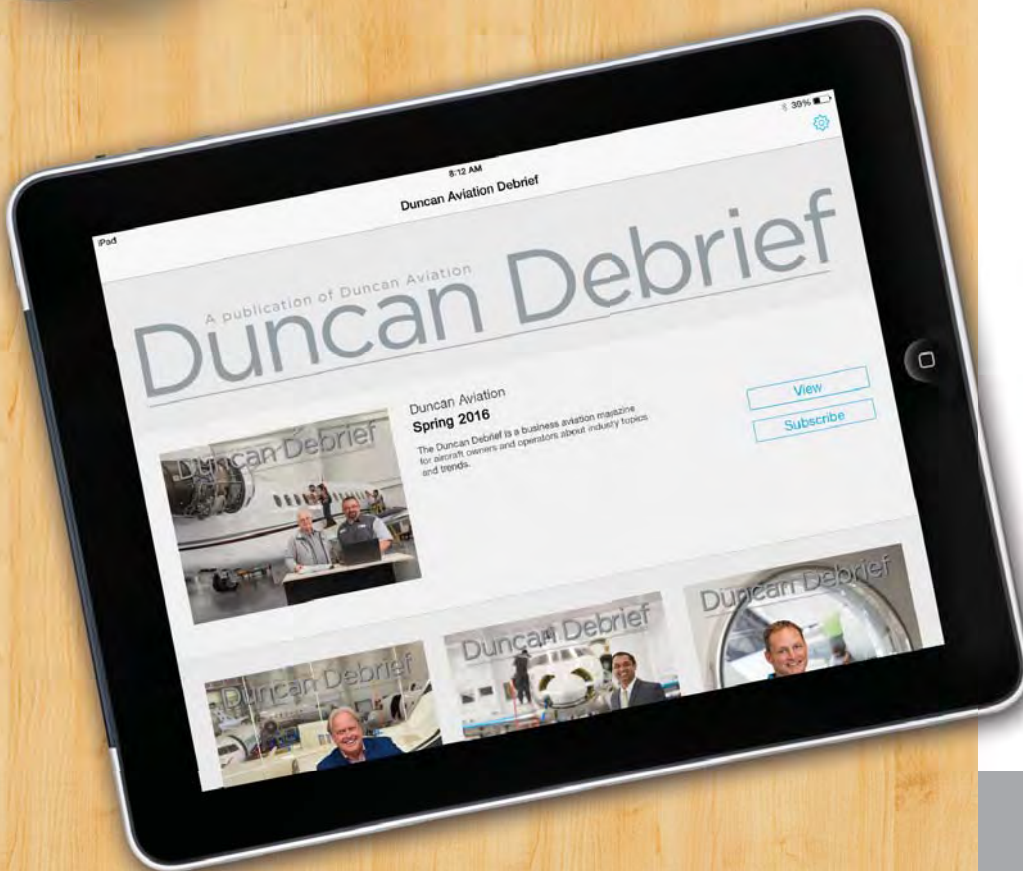 iPad
8:12 AM
39%
Duncan Aviation Debrief
A publication of Duncan Aviation
Duncan Debrief
Duncan Aviation
Spring 2016
The Duncan Debrief is a business aviation magazine
for aircraft owners and operators about industry topics
and trends.
View
Subscribe
Duncan Debrief
Duncan Debrief
Duncan Debrief
Duncan Debrief